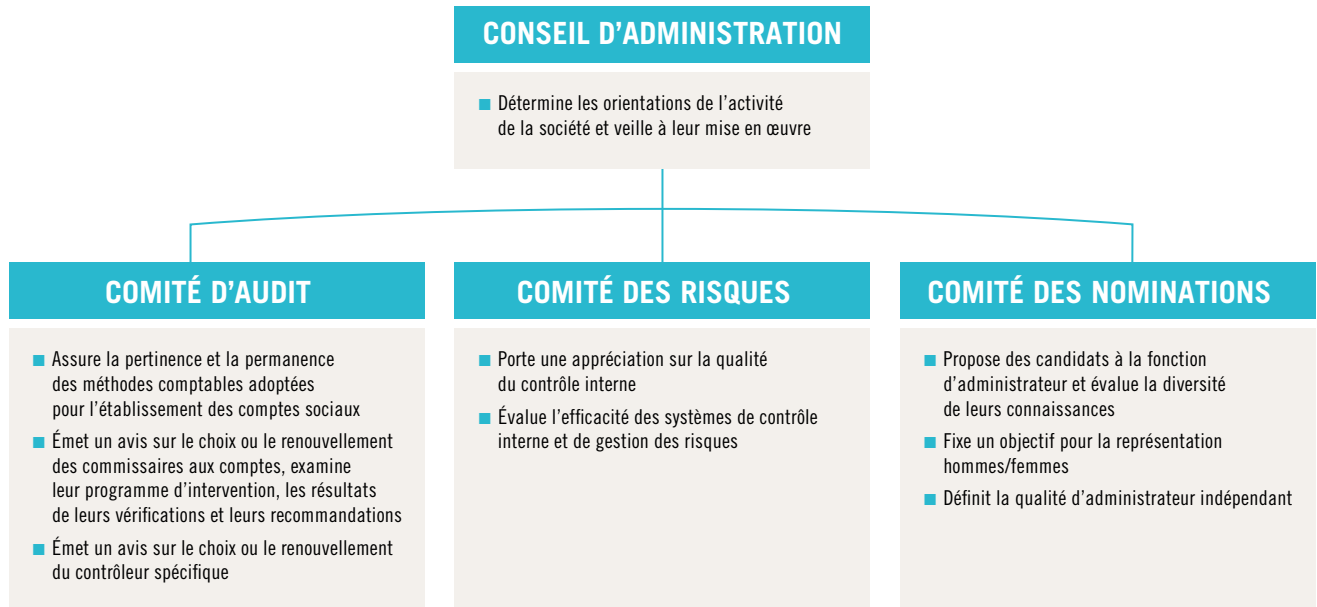 CONSEIL D’ADMINISTRATION
■ Détermine les orientations de l’activité
de la société et veille à leur mise en œuvre
COMITÉ D’AUDIT
■ Assure la pertinence et la permanence
des méthodes comptables adoptées
pour l’établissement des comptes sociaux
■ Émet un avis sur le choix ou le renouvellement
des commissaires aux comptes, examine
leur programme d’intervention, les résultats
de leurs vérifications et leurs recommandations
■ Émet un avis sur le choix ou le renouvellement
du contrôleur spécifique
COMITÉ DES RISQUES
■ Porte une appréciation sur la qualité
du contrôle interne
■ Évalue l’efficacité des systèmes de contrôle
interne et de gestion des risques
COMITÉ DES NOMINATIONS
■ Propose des candidats à la fonction
d’administrateur et évalue la diversité
de leurs connaissances
■ Fixe un objectif pour la représentation
hommes/femmes
■ Définit la qualité d’administrateur indépendant